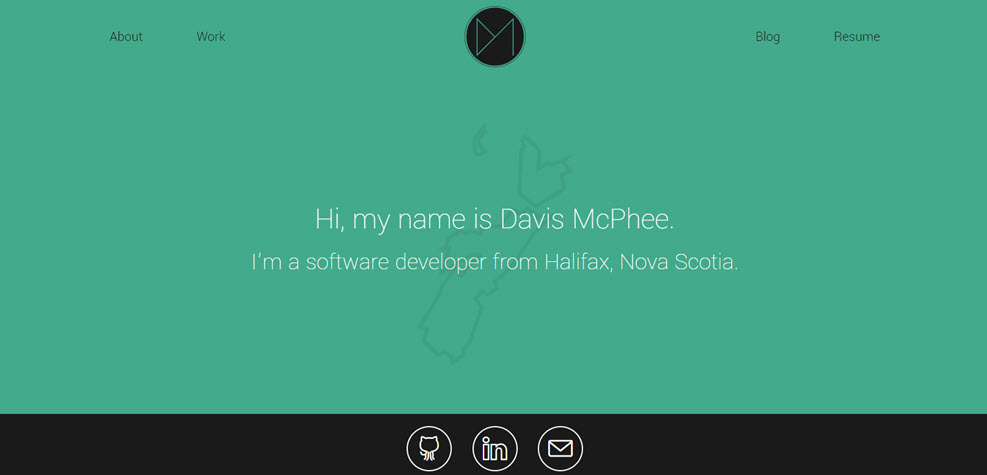 About
Work
Blog
Resume
Hi, my name is Davis McPhee.
I'm a software developer from Halifax, Nova Scotia.
in